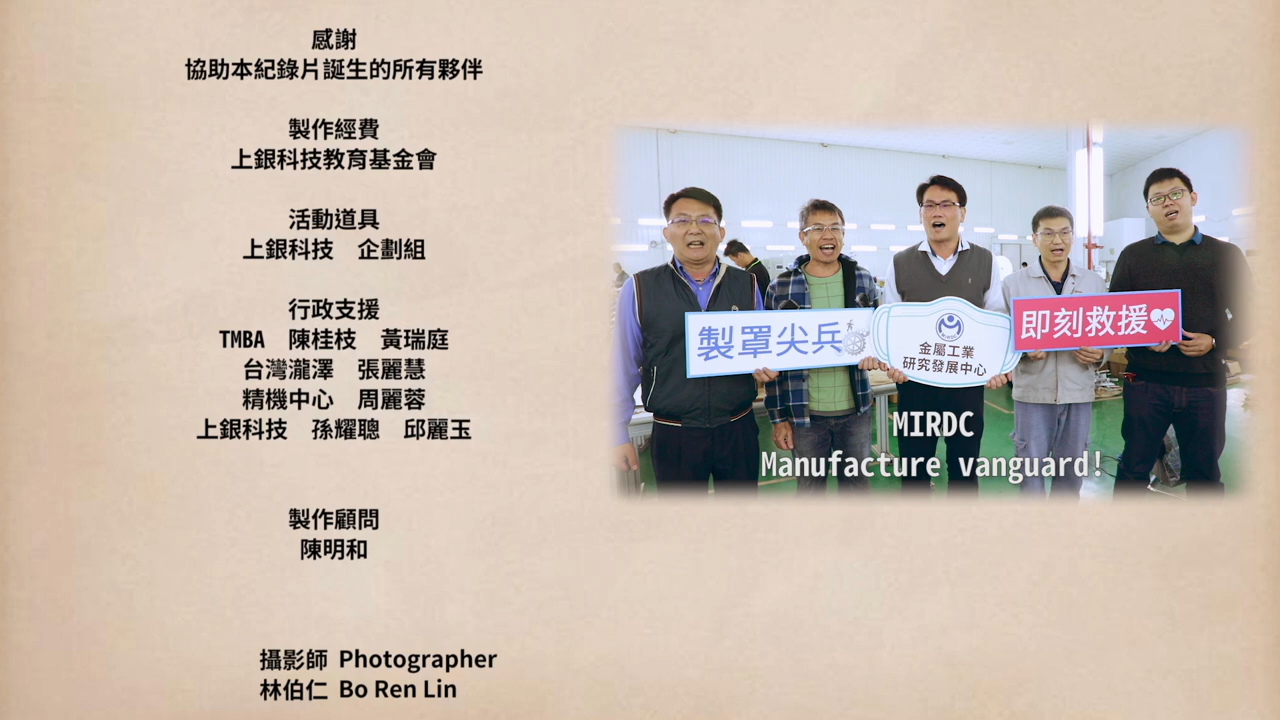 感謝
協助本紀錄片誕生的所有夥伴
製作經費
上銀科技教育基金會
活動道具
上銀科技　企劃組
行政支援
TMBA　陳桂枝　黃瑞庭
台灣瀧澤　張麗慧
精機中心　周麗蓉
上銀科技　孫耀聰　邱麗玉
製作顧問
陳明和
攝影師 Photographer
林伯仁 Bo Ren Lin
製罩尖兵
金屬工業
研究發展中心
即刻救援
MIRDC
Manufacture vanguard!